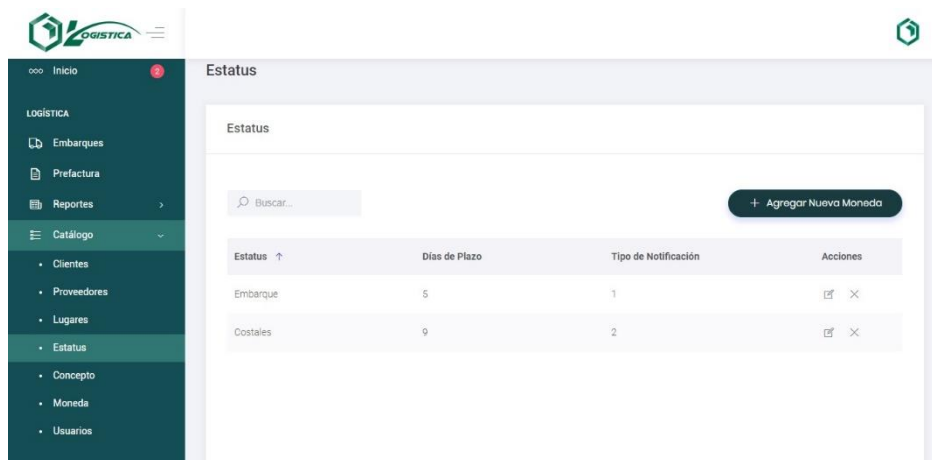 LOGISTICA
Inicio 2
LOGÍSTICA
Embarques
Prefactura
Reportes
Catálogo
Clientes
Proveedores
Lugares
Estatus
Concepto
Moneda
Usuarios
Estatus
Estatus
Buscar...
+ Agregar Nueva Moneda
Estatus ↑ Días de Plazo Tipo de Notificación Acciones
Embarque 5 1
Costales 9 2